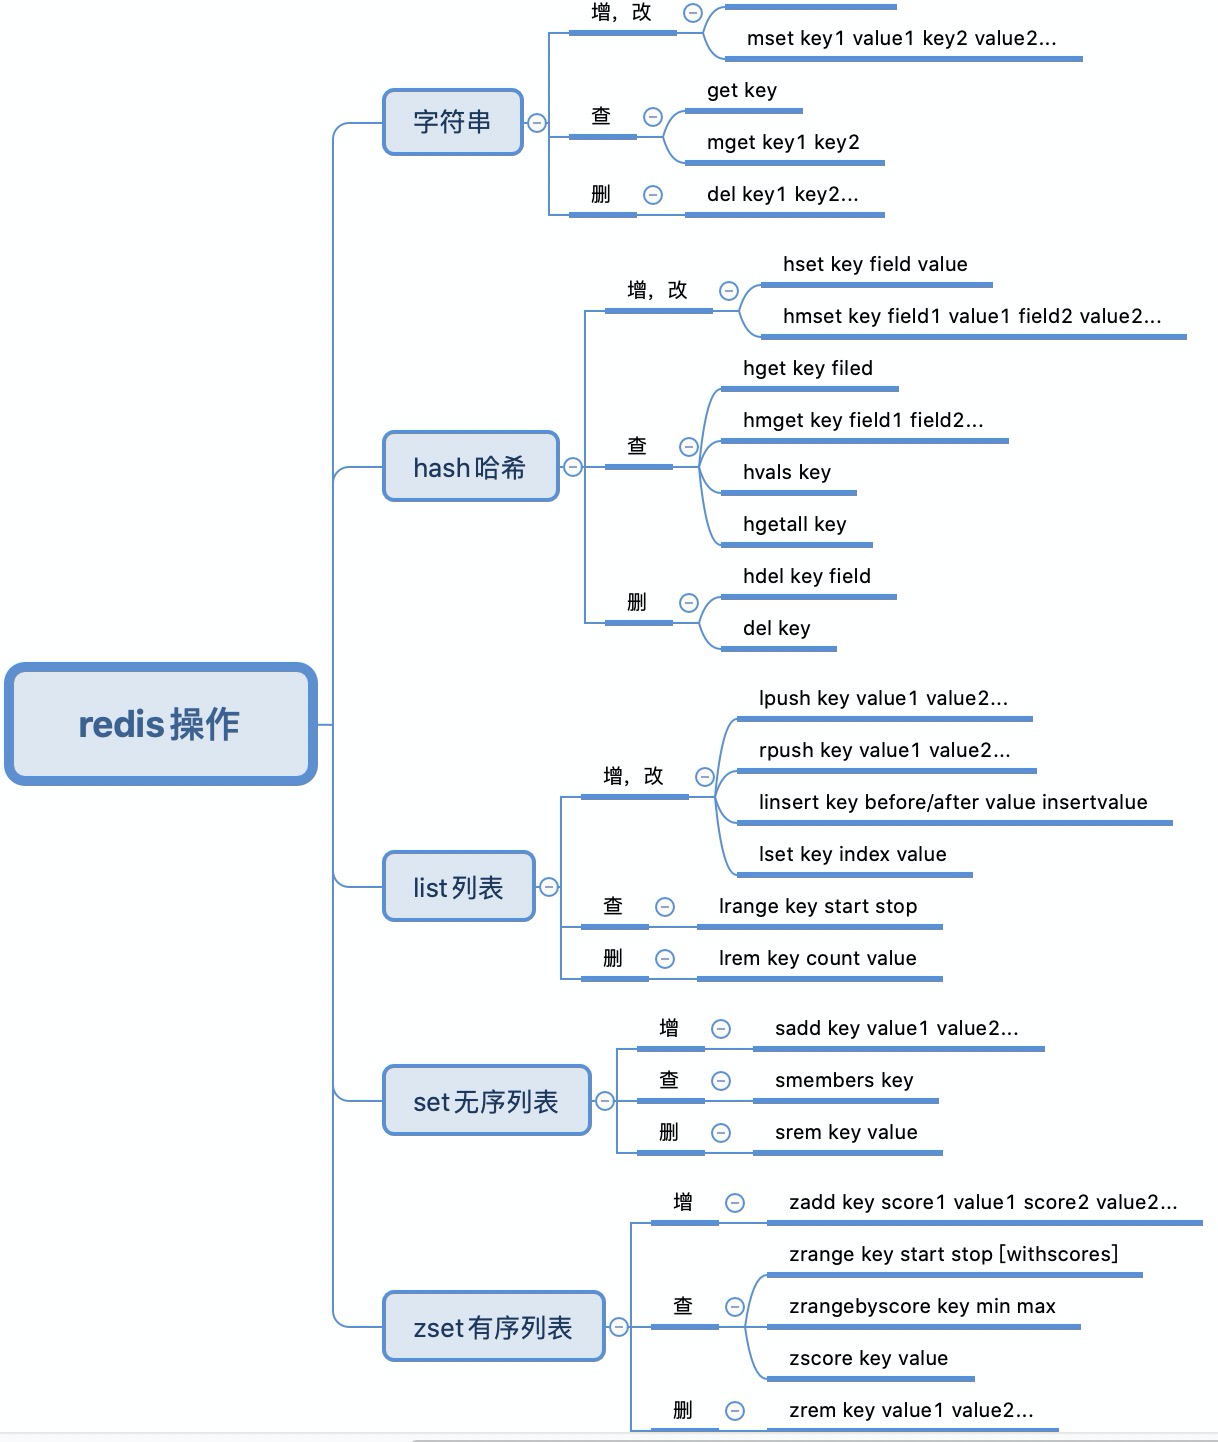 redis操作
字符串
增，改
mset key1 value1 key2 value2...
查
get key
mget key1 key2
删
del key1 key2...
hash哈希
增，改
hset key field value
hmset key field1 value1 field2 value2...
查
hget key filed
hmget key field1 field2...
hvals key
hgetall key
删
hdel key field
del key
list列表
增，改
lpush key value1 value2...
rpush key value1 value2...
linsert key before/after value insertvalue
lset key index value
查
lrange key start stop
删
lrem key count value
set无序列表
增
sadd key value1 value2...
查
smembers key
删
srem key value
zset有序列表
增
zadd key score1 value1 score2 value2...
查
zrange key start stop [withscores]
zrangebyscore key min max
zscore key value
删
zrem key value1 value2...